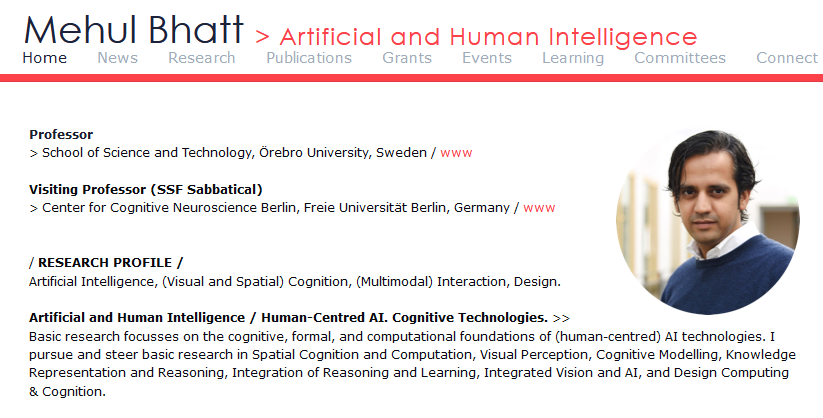 Mehul Bhatt > Artificial and Human Intelligence
Home News Research Publications Grants Events Learning Committees Connect
Professor
> School of Science and Technology, Örebro University, Sweden / www
Visiting Professor (SSF Sabbatical)
> Center for Cognitive Neuroscience Berlin, Freie Universität Berlin, Germany / www
/ RESEARCH PROFILE /
Artificial Intelligence, (Visual and Spatial) Cognition, (Multimodal) Interaction, Design.
Artificial and Human Intelligence / Human-Centred AI. Cognitive Technologies. >>
Basic research focusses on the cognitive, formal, and computational foundations of (human-centred) AI technologies. I
pursue and steer basic research in Spatial Cognition and Computation, Visual Perception, Cognitive Modelling, Knowledge
Representation and Reasoning, Integration of Reasoning and Learning, Integrated Vision and AI, and Design Computing
& Cognition.